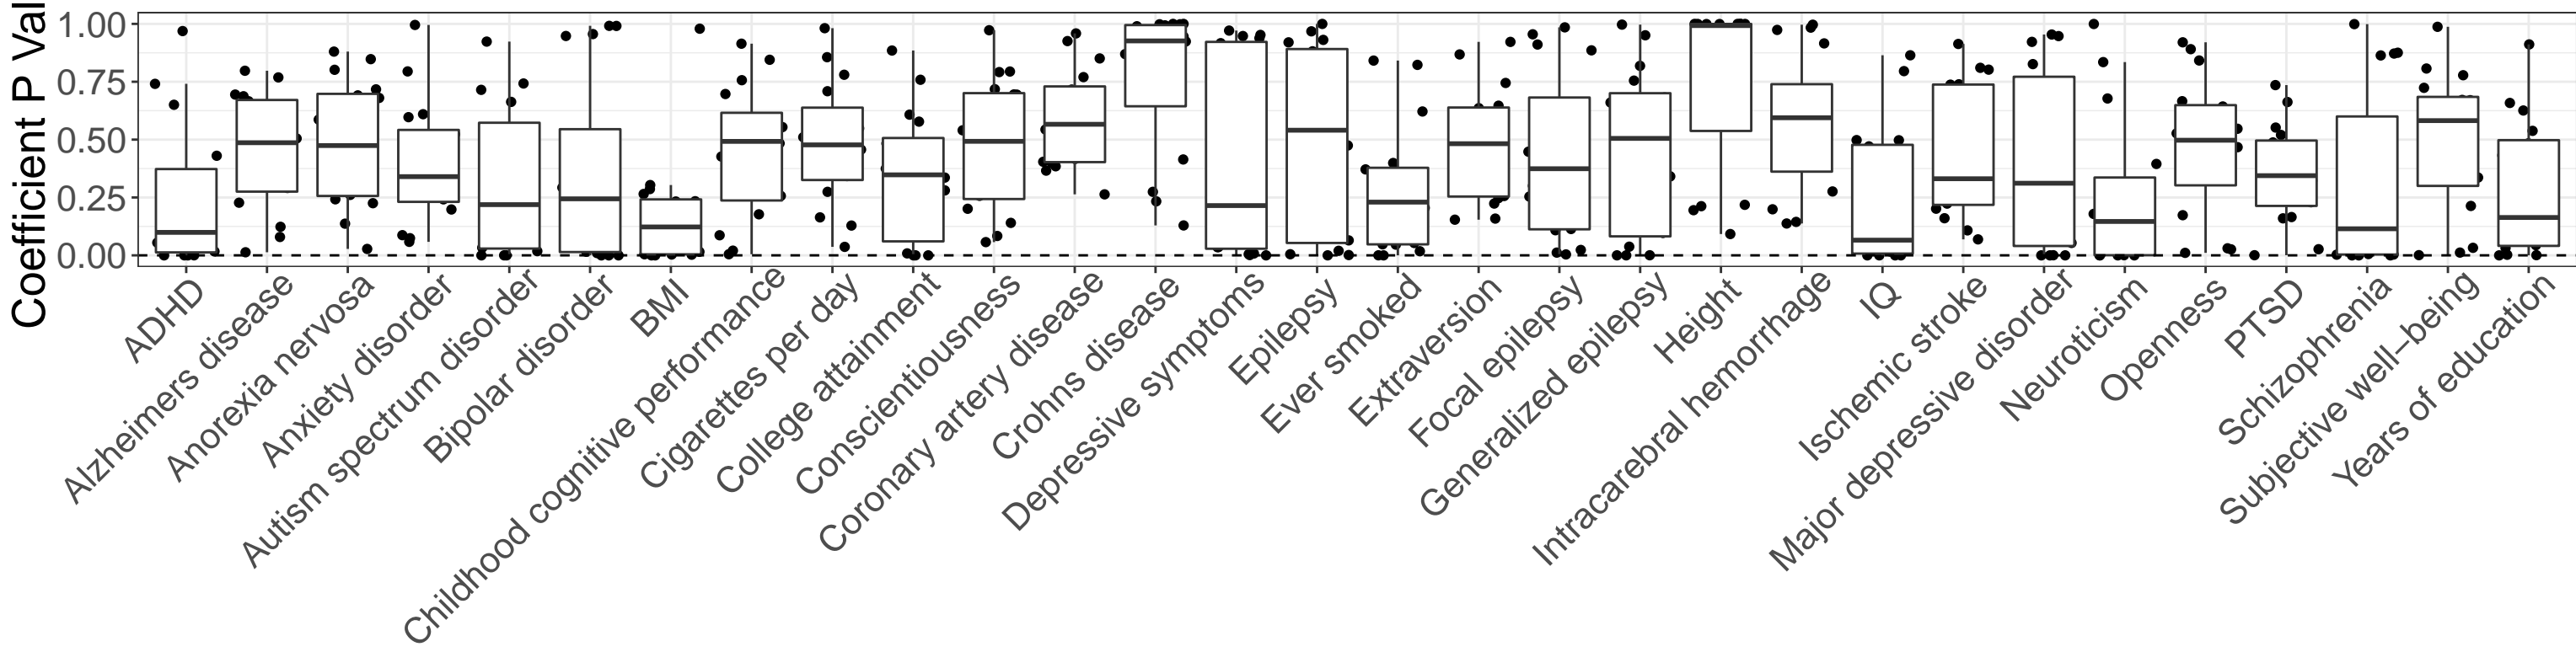 Coefficient P Val
1.00
0.75
0.50
0.25
0.00
ADHD
Alzheimers disease
Anorexia nervosa
Anxiety disorder
Autism spectrum disorder
Bipolar disorder
BMI
Childhood cognitive performance
Cigarettes per day
College attainment
Conscientiousness
Coronary artery disease
Crohns disease
Depressive symptoms
Epilepsy
Ever smoked
Extraversion
Focal epilepsy
Generalized epilepsy
Height
Intracarebral hemorrhage
IQ
Ischemic stroke
Major depressive disorder
Neuroticism
Openness
PTSD
Schizophrenia
Subjective well−being
Years of education